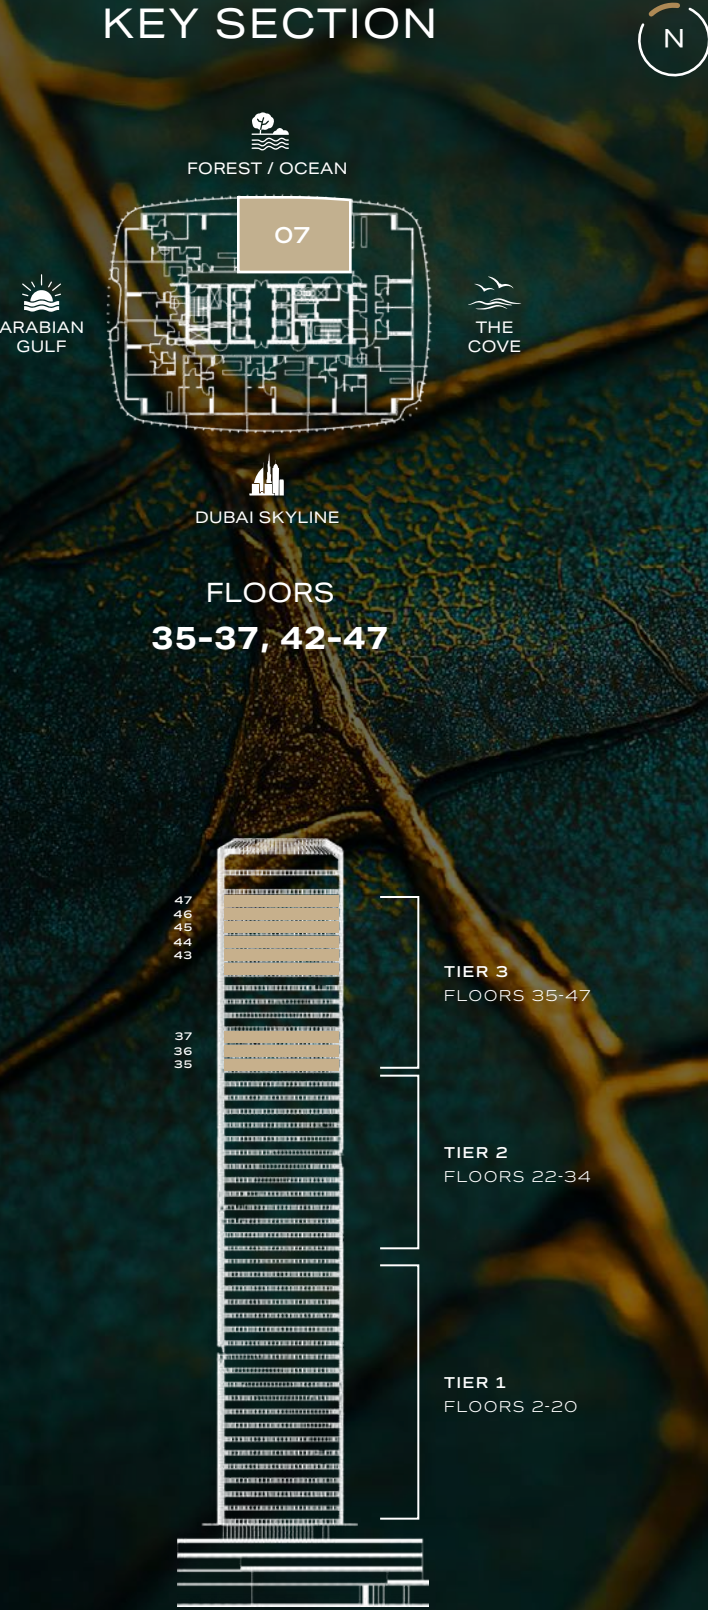 KEY SECTION
N
FOREST / OCEAN
07
ARABIAN
GULF
THE
COVE
DUBAI SKYLINE
FLOORS
35-37, 42-47
47
46
45
44
43
TIER 3
FLOORS 35-47
37
36
35
TIER 2
FLOORS 22-34
TIER 1
FLOORS 2-20